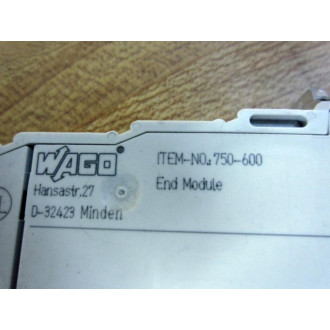 WAGO
Hansastr.27
D-32423 Minden
ITEM-NO.:750-600
End Module